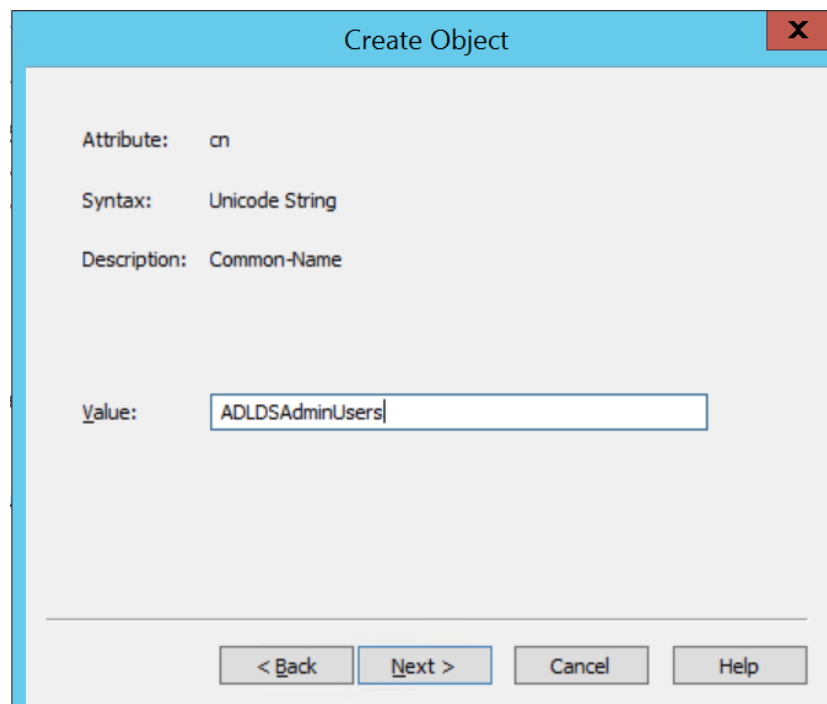 Create Object
X
Attribute: cn
Syntax: Unicode String
Description: Common-Name
Value: ADLDSAdminUsers
< Back Next > Cancel Help